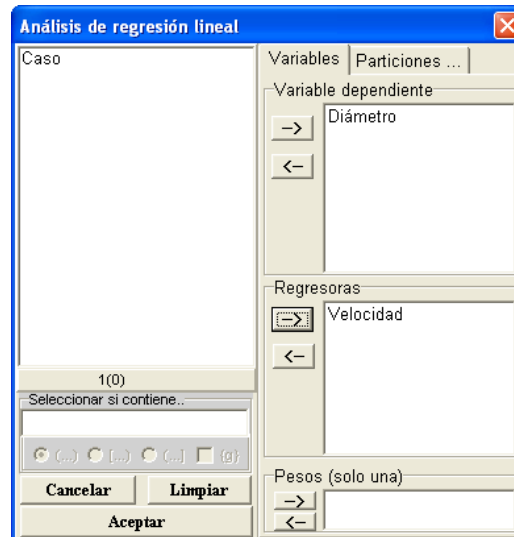 Análisis de regresión lineal
Caso
1(0)
Seleccionar si contiene..
(...) [...) (...] {g}
Cancelar Limpiar
Aceptar
Variables Particiones ...
Variable dependiente
-->
Diámetro
<--
Regresoras
-->
Velocidad
<--
Pesos (solo una)
-->
<--